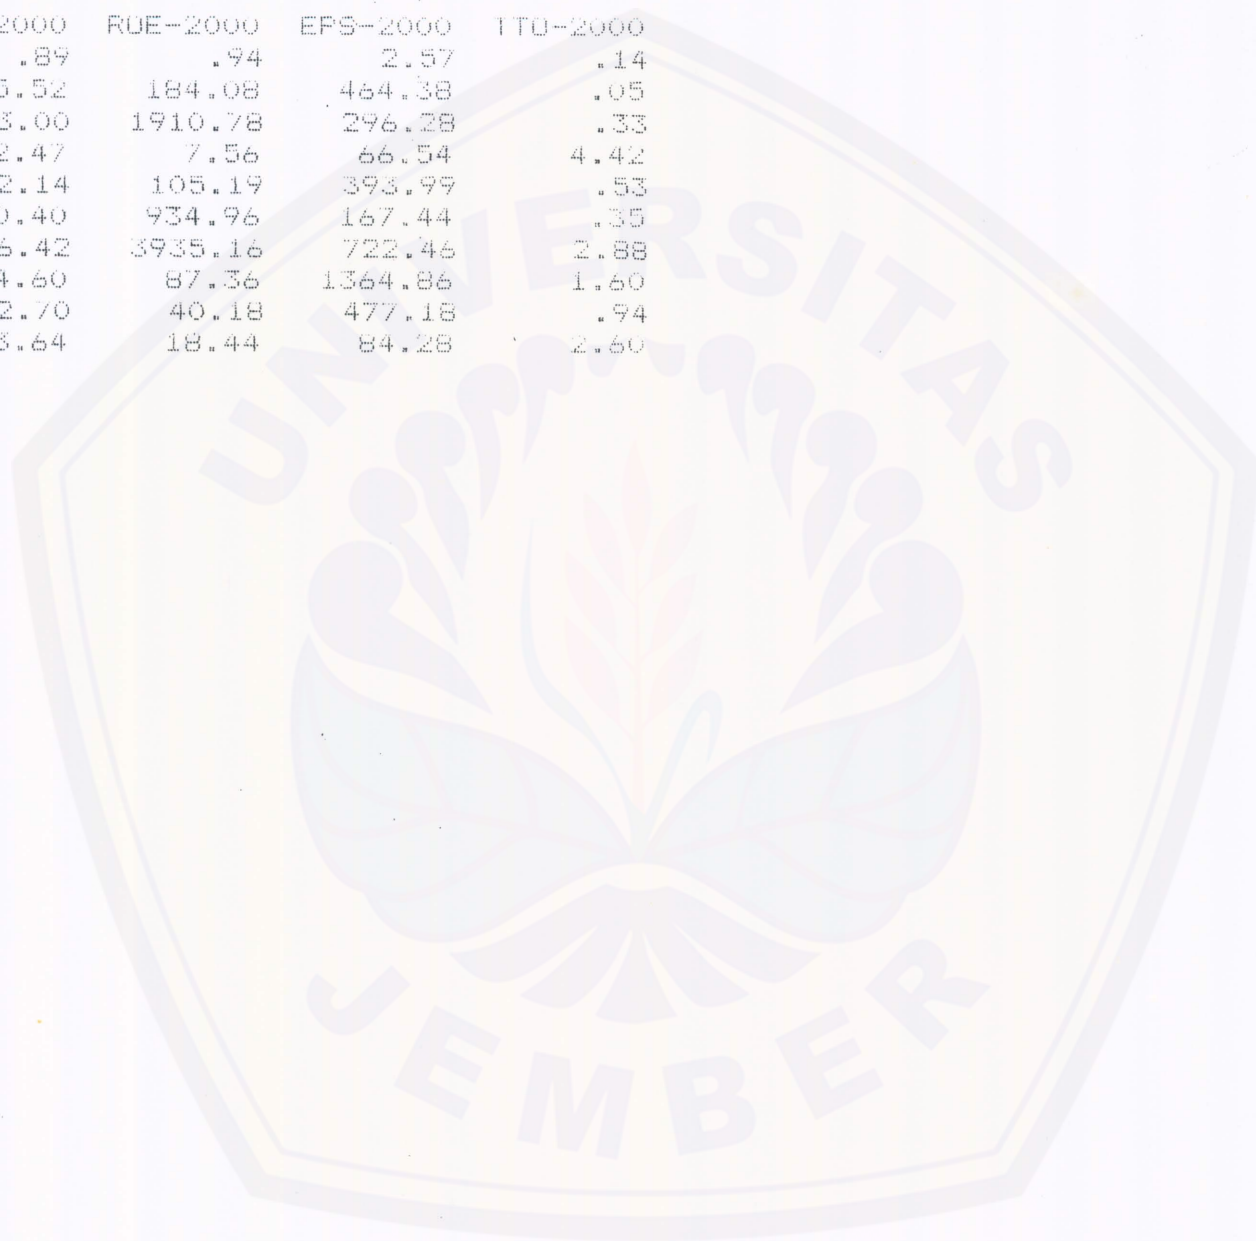 2000 RUE-2000 EPS-2000 TTO-2000
.89 .94 2.57 .14
5.52 184.08 464.38 .05
3.00 1910.78 296.28 .33
2.47 7.56 66.54 4.42
2.14 105.19 393.99 .53
0.40 934.96 167.44 .35
6.42 3935.16 722.46 2.88
4.60 87.36 1364.86 1.60
2.70 40.18 477.18 .94
3.64 18.44 84.28 2.60
UNIVERSITAS
JEMBER